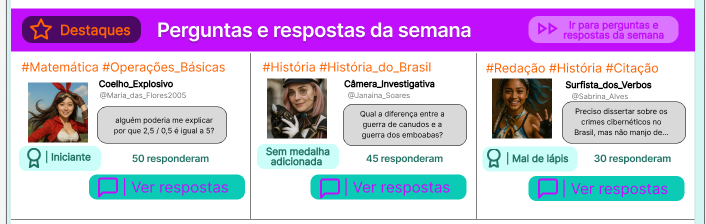 Destaques
Perguntas e respostas da semana
Ir para perguntas e
respostas da semana
#Matemática #Operações_Básicas
Coelho_Explosivo
@Maria_das_Flores2005
alguém poderia me explicar
por que 2,5 / 0,5 é igual a 5?
| Iniciante
50 responderam
| Ver respostas
#História #História_do_Brasil
Câmera_Investigativa
@Janaina_Soares
Qual a diferença entre a
guerra de canudos e a
guerra dos emboabas?
Sem medalha
adicionada
45 responderam
| Ver respostas
#Redação #História #Citação
Surfista_dos_Verbos
@Sabrina_Alves
Preciso dissertar sobre os
crimes cibernéticos no
Brasil, mas não manjo de...
| Mal de lápis
30 responderam
| Ver respostas